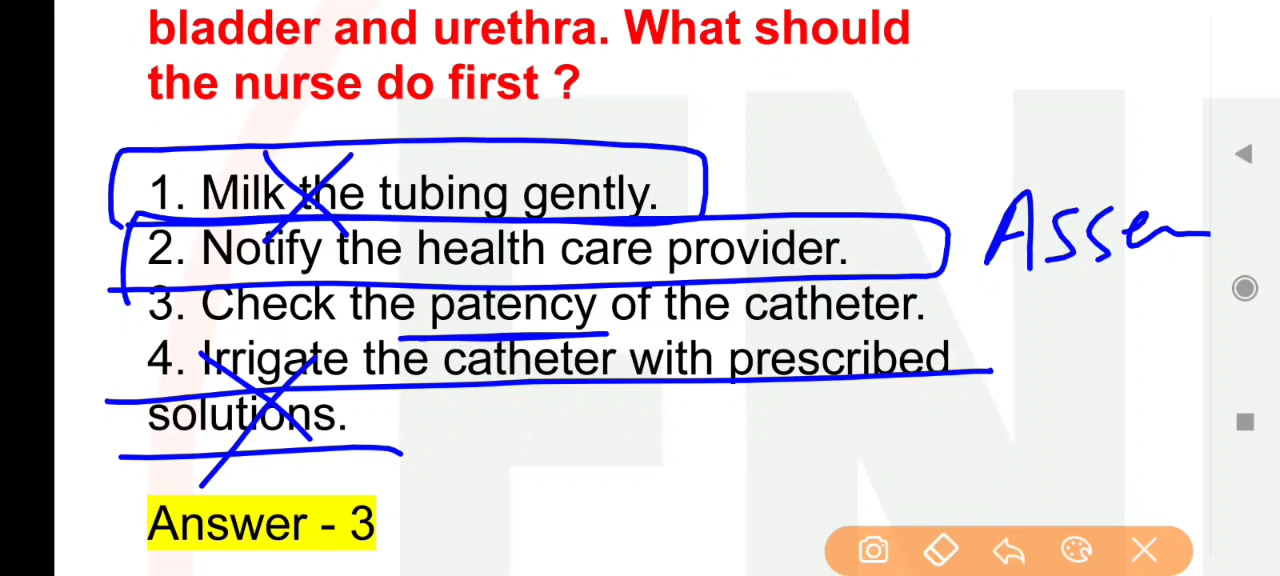 bladder and urethra. What should
the nurse do first ?
1. Milk the tubing gently.
2. Notify the health care provider.
3. Check the patency of the catheter.
4. Irrigate the catheter with prescribed
solutions.
Answer - 3